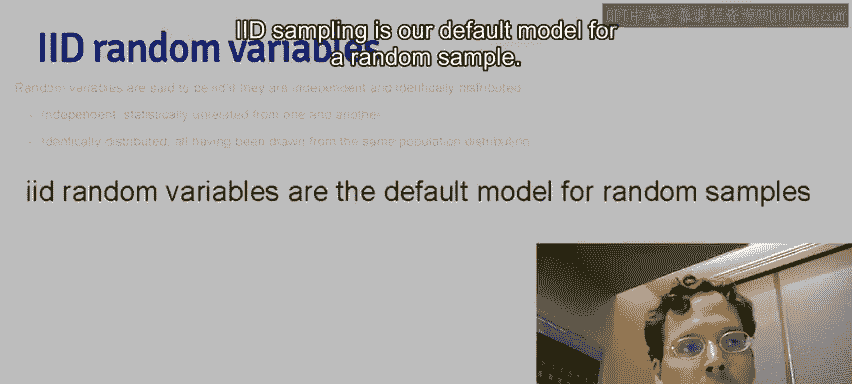 IID sampling is our default model for
a random sample.
IID random variables
Random variables are said to be iid if they are independent and identically distributed
- Independent: statistically unrelated from one and another
- Identically distributed: all having been drawn from the same population distribution
iid random variables are the default model for random samples